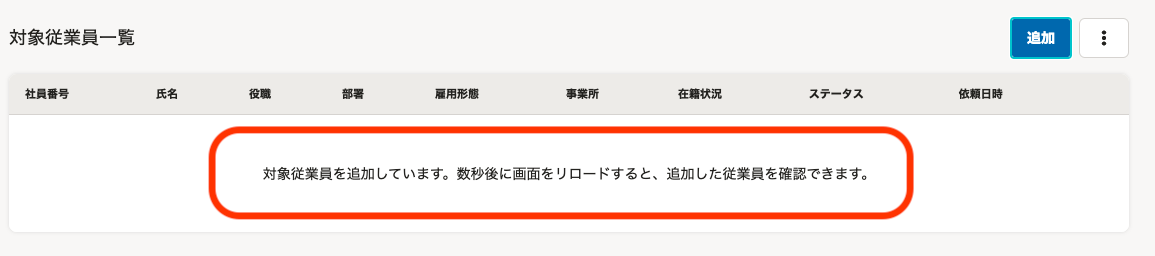 対象従業員一覧
追加
社員番号 氏名 役職 部署 雇用形態 事業所 在籍状況 ステータス 依頼日時
対象従業員を追加しています。数秒後に画面をリロードすると、追加した従業員を確認できます。